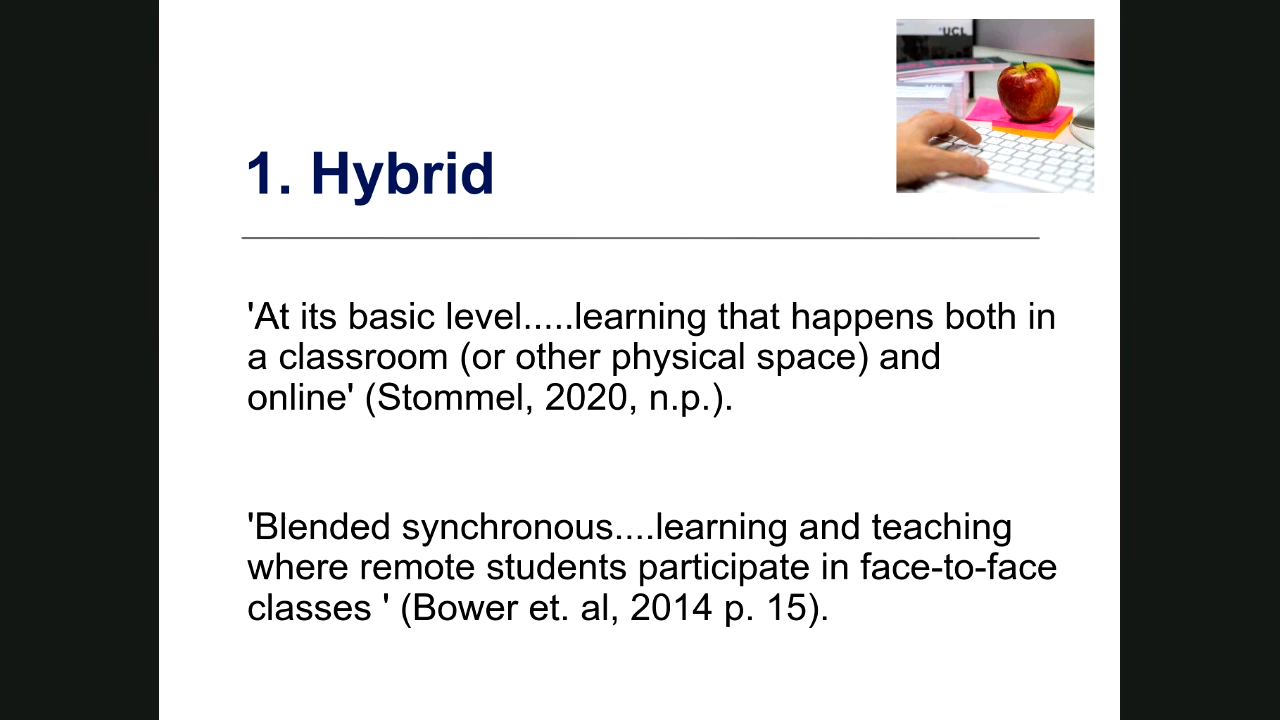 UCL
1. Hybrid
'At its basic level.....learning that happens both in
a classroom (or other physical space) and
online' (Stommel, 2020, n.p.).
'Blended synchronous....learning and teaching
where remote students participate in face-to-face
classes ' (Bower et. al, 2014 p. 15).